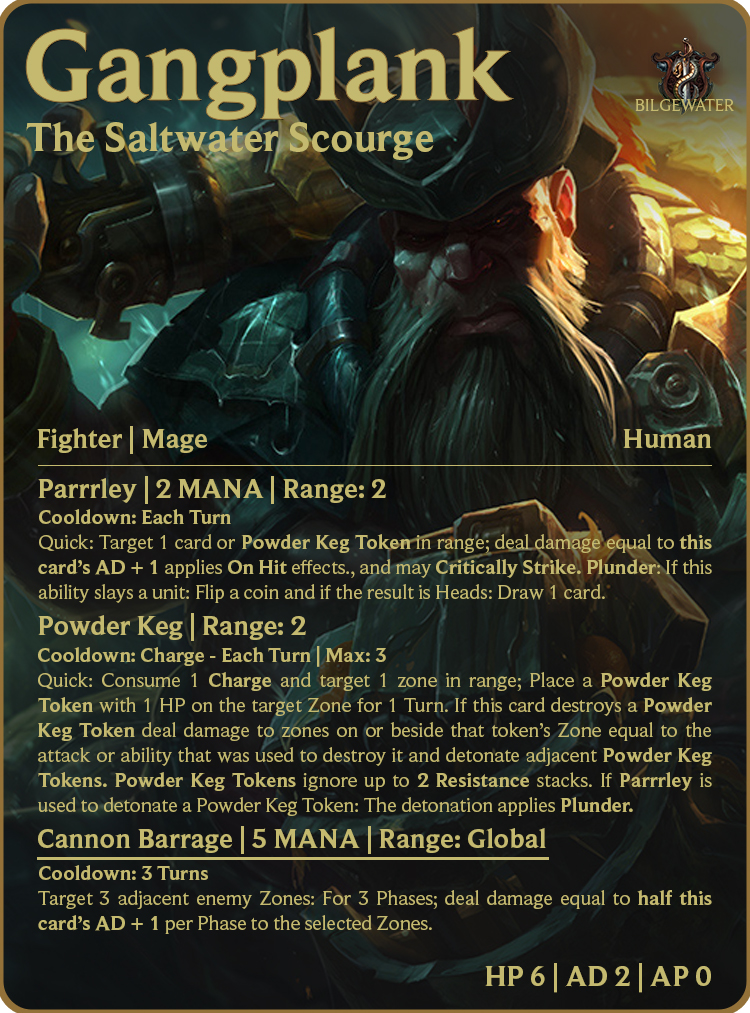 Gangplank
The Saltwater Scourge
BILGEWATER
Fighter | Mage
Human
Parrrley | 2 MANA | Range: 2
Cooldown: Each Turn
Quick: Target 1 card or Powder Keg Token in range; deal damage equal to this
card's AD + 1 applies On Hit effects., and may Critically Strike. Plunder: If this
ability slays a unit: Flip a coin and if the result is Heads: Draw 1 card.
Powder Keg | Range: 2
Cooldown: Charge - Each Turn | Max: 3
Quick: Consume 1 Charge and target 1 zone in range; Place a Powder Keg
Token with 1 HP on the target Zone for 1 Turn. If this card destroys a Powder
Keg Token deal damage to zones on or beside that token's Zone equal to the
attack or ability that was used to destroy it and detonate adjacent Powder Keg
Tokens. Powder Keg Tokens ignore up to 2 Resistance stacks. If Parrrley is
used to detonate a Powder Keg Token: The detonation applies Plunder.
Cannon Barrage | 5 MANA | Range: Global
Cooldown: 3 Turns
Target 3 adjacent enemy Zones: For 3 Phases; deal damage equal to half this
card's AD + 1 per Phase to the selected Zones.
HP 6 | AD 2 | AP 0